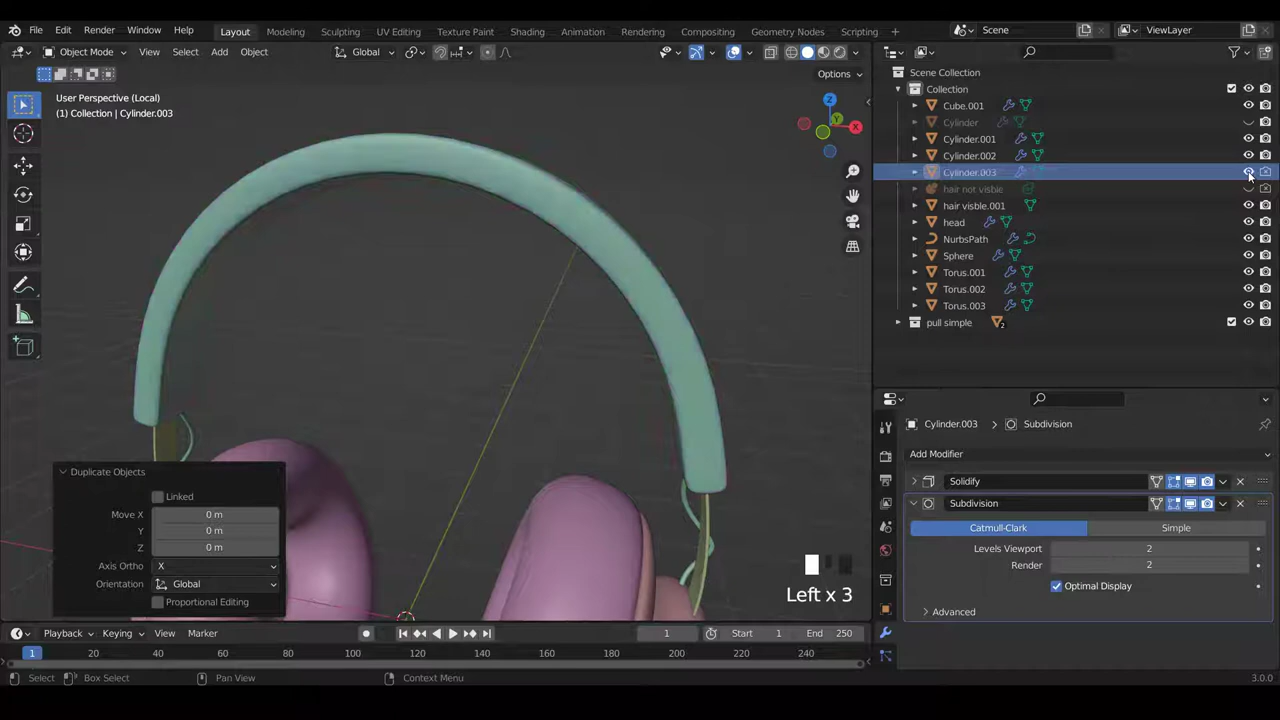 File Edit Render Window Help Layout Modeling Sculpting UV Editing Texture Paint Shading Animation Rendering Compositing Geometry Nodes Scripting Scene ViewLayer
Object Mode View Select Add Object Global
Options
User Perspective (Local)
(1) Collection | Cylinder.003
Z
Y
X
Scene Collection
Collection
Cube.001
Cylinder
Cylinder.001
Cylinder.002
Cylinder.003
hair not visbie
hair visble.001
head
NurbsPath
Sphere
Torus.001
Torus.002
Torus.003
pull simple 2
Cylinder.003 > Subdivision
Add Modifier
Solidify
Subdivision
Catmull-Clark Simple
Levels Viewport 2
Render 2
Optimal Display
Advanced
Duplicate Objects
Linked
Move X 0 m
Y 0 m
Z 0 m
Axis Ortho X
Orientation Global
Proportional Editing
Left x 3
Playback Keying View Marker 1 Start 1 End 250
1 20 40 60 80 100 120 140 160 180 200 220 240
Select Box Select Pan View Context Menu 3.0.0